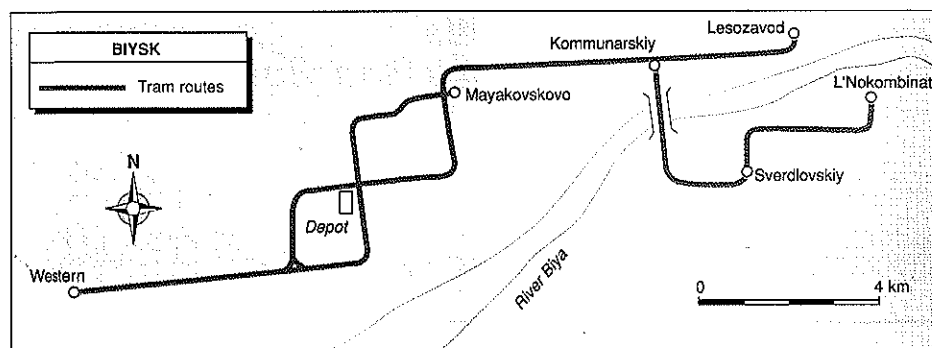 BIYSK
Tram routes
Lesozavod
Kommunarskiy
L'Nokombinat
Mayakovskovo
N
Sverdlovskiy
Depot
Western
River Biya
0 4 km